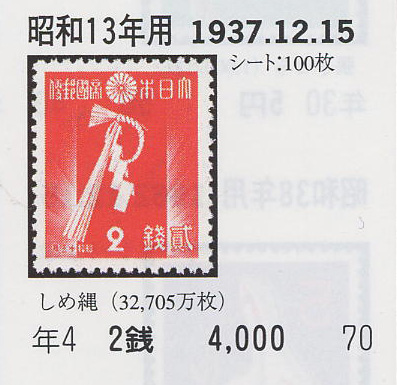 昭和13年用 1937.12.15
シート:100枚
便郵國帝本日大
2 銭貳
しめ縄 (32,705万枚)
年4 2銭 4,000 70